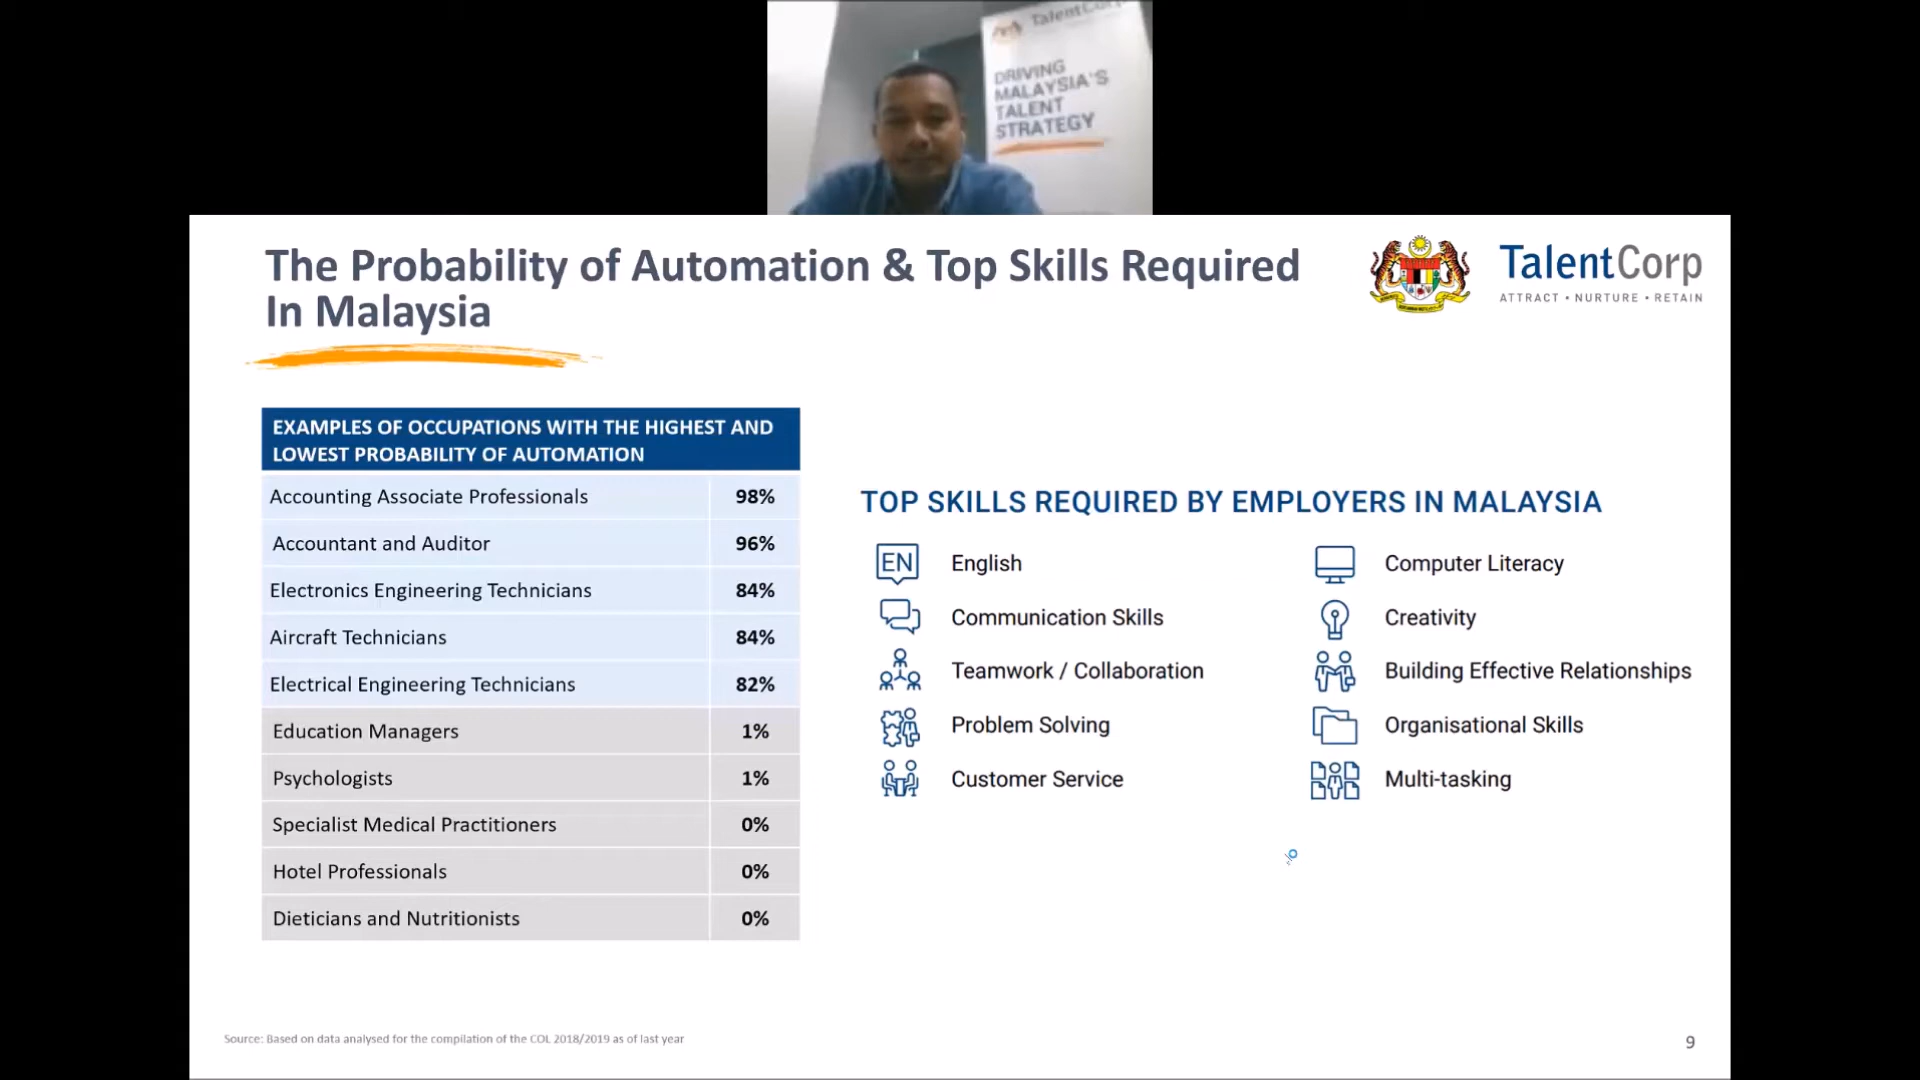 TalentCorp
DRIVING
MALAYSIA'S
TALENT
STRATEGY
The Probability of Automation & Top Skills Required
In Malaysia
TalentCorp
ATTRACT • NURTURE • RETAIN
EXAMPLES OF OCCUPATIONS WITH THE HIGHEST AND
LOWEST PROBABILITY OF AUTOMATION
Accounting Associate Professionals 98%
Accountant and Auditor 96%
Electronics Engineering Technicians 84%
Aircraft Technicians 84%
Electrical Engineering Technicians 82%
Education Managers 1%
Psychologists 1%
Specialist Medical Practitioners 0%
Hotel Professionals 0%
Dieticians and Nutritionists 0%
TOP SKILLS REQUIRED BY EMPLOYERS IN MALAYSIA
EN English
Communication Skills
Teamwork / Collaboration
Problem Solving
Customer Service
Computer Literacy
Creativity
Building Effective Relationships
Organisational Skills
Multi-tasking
Source: Based on data analysed for the compilation of the COL 2018/2019 as of last year
9